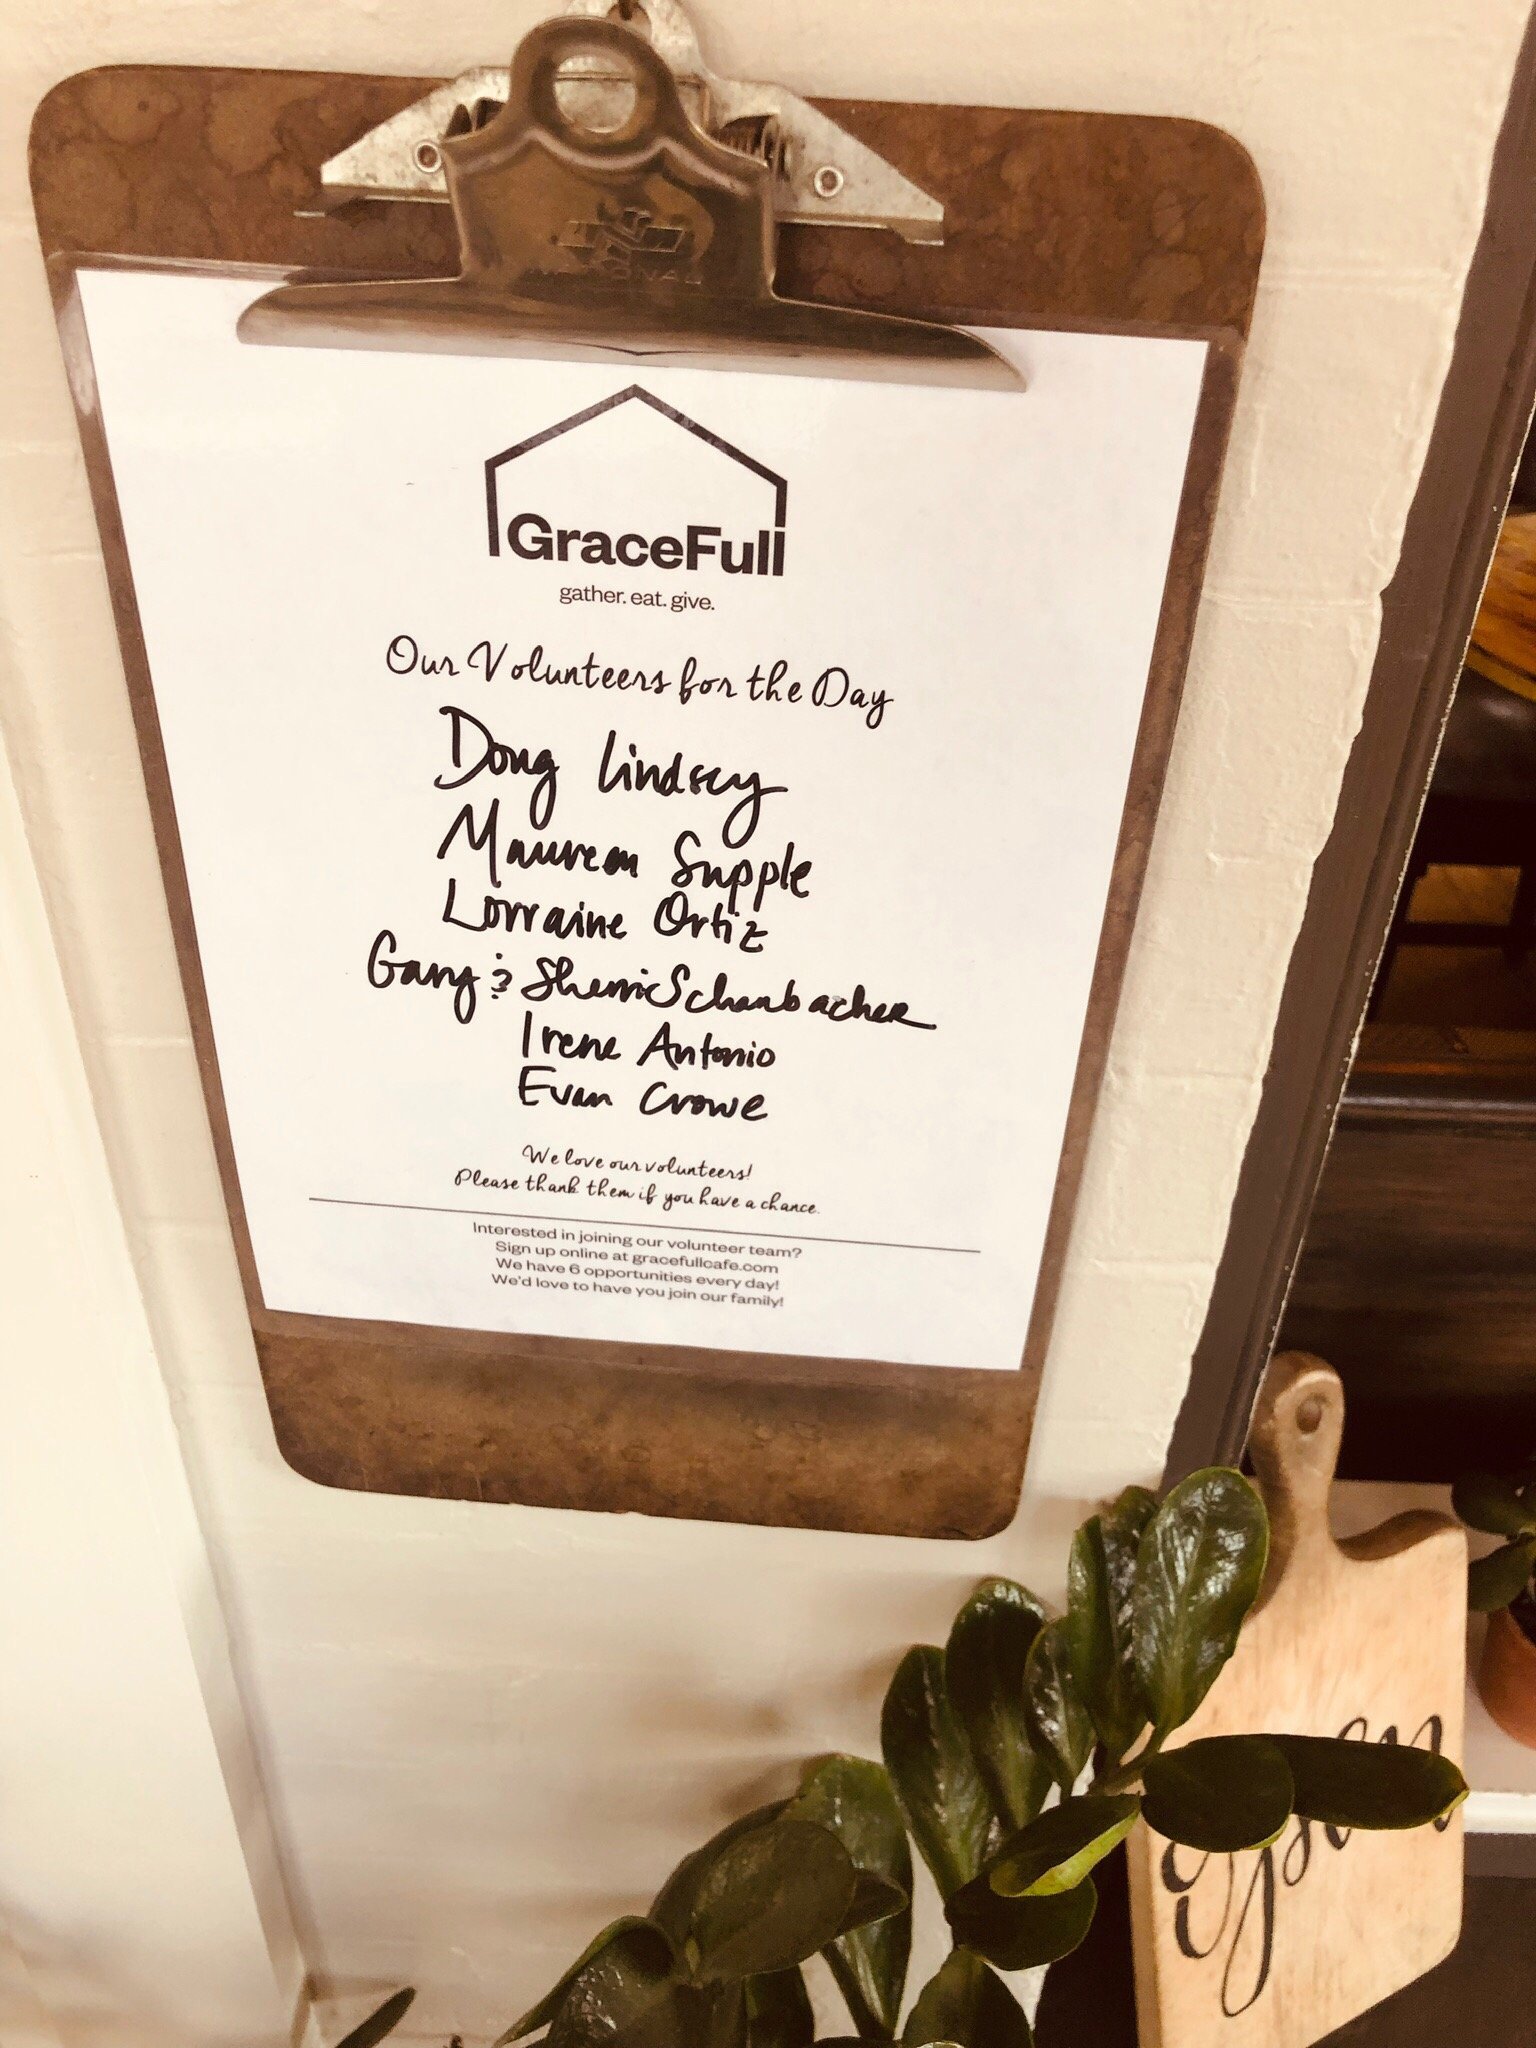 GraceFull
gather. eat. give.
Our Volunteers for the Day
Doug Lindsey
Maureen Supple
Lorraine Ortiz
Gary & Sherri Schanbacher
Irene Antonio
Evan Crowe
We love our volunteers!
Please thank them if you have a chance.
Interested in joining our volunteer team?
Sign up online at gracefullcafe.com
We have 6 opportunities every day!
We'd love to have you join our family!